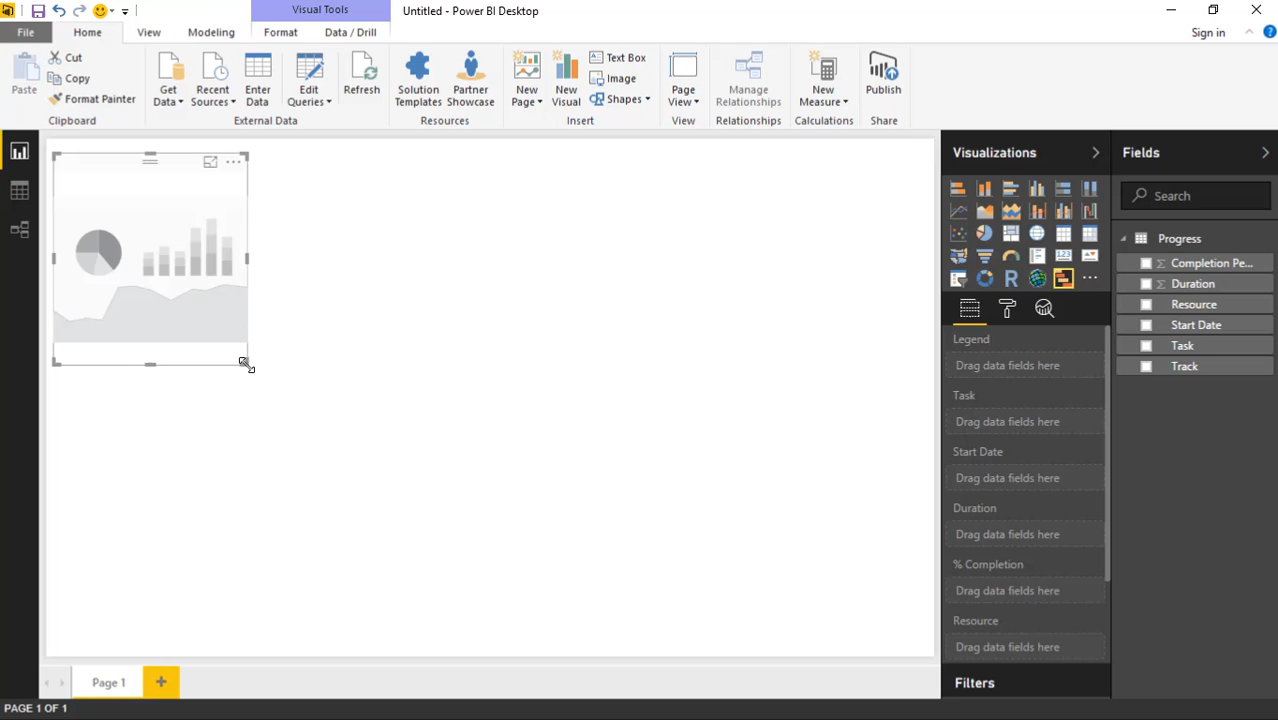 Visual Tools
Untitled - Power BI Desktop
File
Home
View
Modeling
Format
Data / Drill
Sign in
Paste
Cut
Copy
Format Painter
Clipboard
Get Data
Recent Sources
Enter Data
Edit Queries
Refresh
External Data
Solution Templates
Partner Showcase
Resources
New Page
New Visual
Text Box
Image
Shapes
Insert
Page View
View
Manage Relationships
Relationships
New Measure
Calculations
Publish
Share
Visualizations
R
123
Legend
Drag data fields here
Task
Drag data fields here
Start Date
Drag data fields here
Duration
Drag data fields here
% Completion
Drag data fields here
Resource
Drag data fields here
Filters
Fields
Search
Progress
Σ Completion Pe...
Σ Duration
Resource
Start Date
Task
Track
Page 1
PAGE 1 OF 1